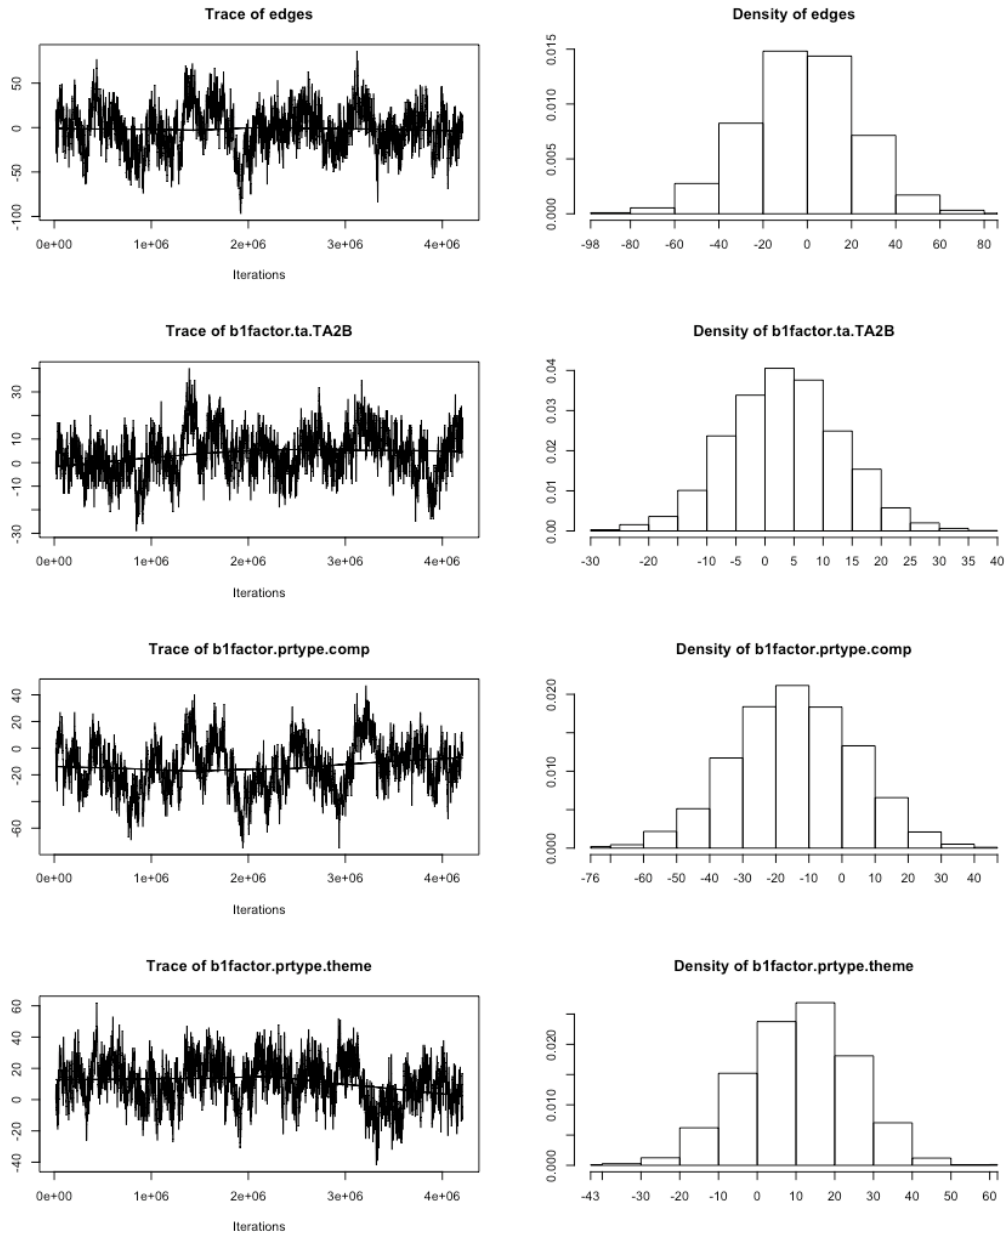 Trace of edges
Density of edges
50
0
-50
-100
0e+00 1e+06 2e+06 3e+06 4e+06
Iterations
0.015
0.010
0.005
0.000
-98 -80 -60 -40 -20 0 20 40 60 80
Trace of b1factor.ta.TA2B
Density of b1factor.ta.TA2B
30
10
0
-10
-30
0e+00 1e+06 2e+06 3e+06 4e+06
Iterations
0.04
0.03
0.02
0.01
0.00
-30 -20 -10 -5 0 5 10 15 20 25 30 35 40
Trace of b1factor.prtype.comp
Density of b1factor.prtype.comp
40
20
0
-20
-60
0e+00 1e+06 2e+06 3e+06 4e+06
Iterations
0.020
0.010
0.000
-76 -60 -50 -40 -30 -20 -10 0 10 20 30 40
Trace of b1factor.prtype.theme
Density of b1factor.prtype.theme
60
40
20
0
-20
-40
0e+00 1e+06 2e+06 3e+06 4e+06
Iterations
0.020
0.010
0.000
-43 -30 -20 -10 0 10 20 30 40 50 60